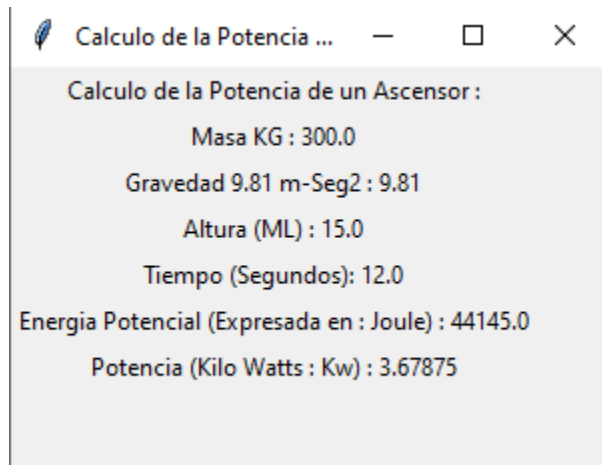 Calculo de la Potencia ...
Calculo de la Potencia de un Ascensor :
Masa KG : 300.0
Gravedad 9.81 m-Seg2 : 9.81
Altura (ML) : 15.0
Tiempo (Segundos): 12.0
Energia Potencial (Expresada en : Joule) : 44145.0
Potencia (Kilo Watts : Kw) : 3.67875